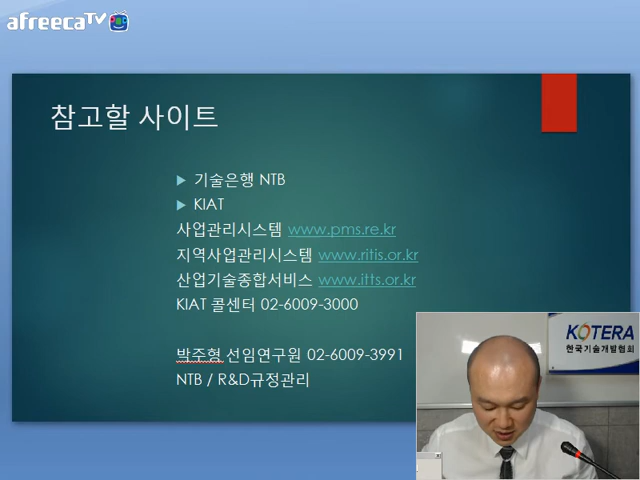 afreecaTV
참고할 사이트
기술은행 NTB
KIAT
사업관리시스템 www.pms.re.kr
지역사업관리시스템 www.ritis.or.kr
산업기술종합서비스 www.itts.or.kr
KIAT 콜센터 02-6009-3000
박주형 선임연구원 02-6009-3991
NTB / R&D규정관리
KOTERA
한국기술개발협회